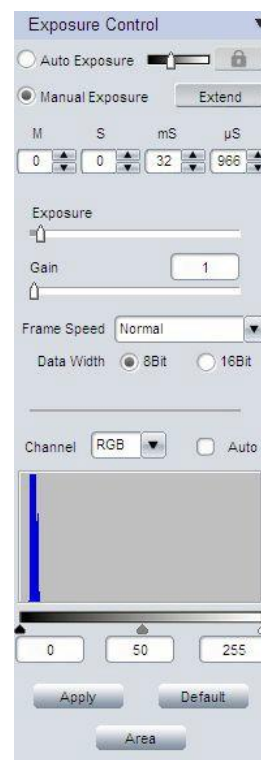 Exposure Control
Auto Exposure
Manual Exposure Extend
M S mS µS
0 0 32 966
Exposure
Gain 1
Frame Speed Normal
Data Width 8Bit 16Bit
Channel RGB Auto
0 50 255
Apply Default
Area